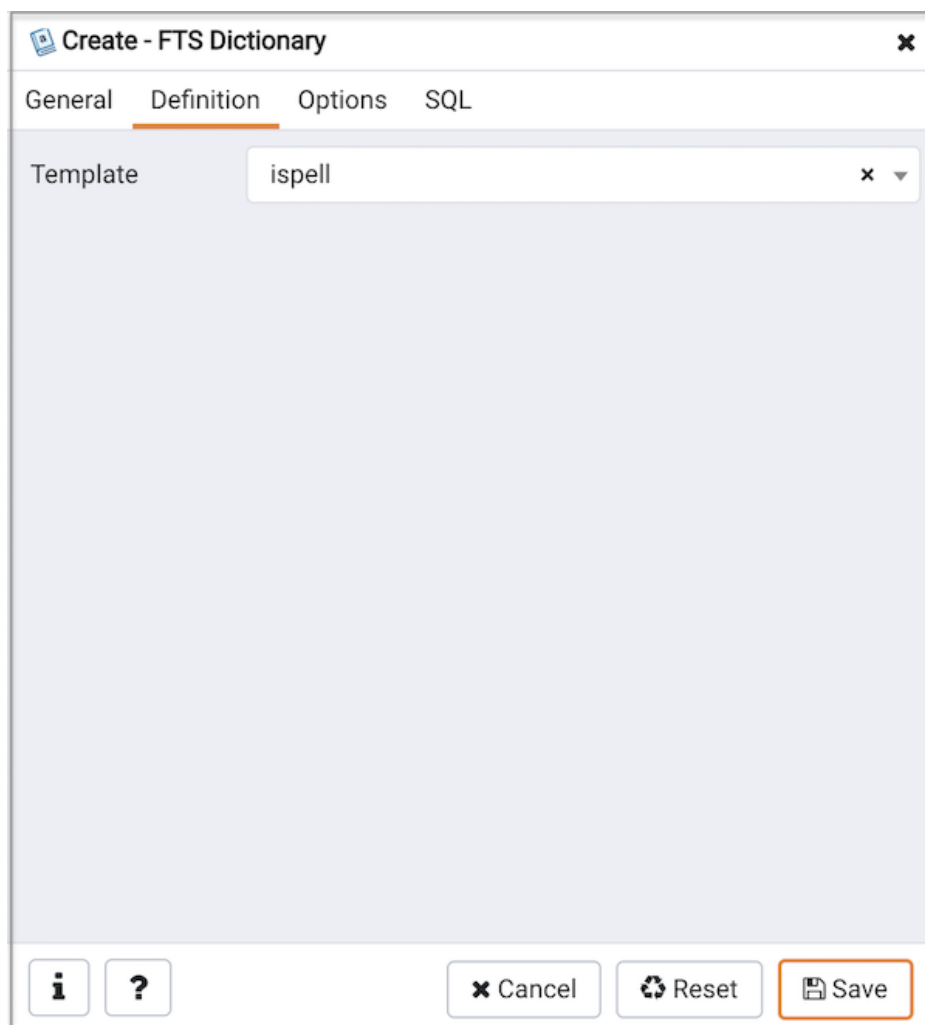 Create - FTS Dictionary
General Definition Options SQL
Template ispell
i ? Cancel Reset Save